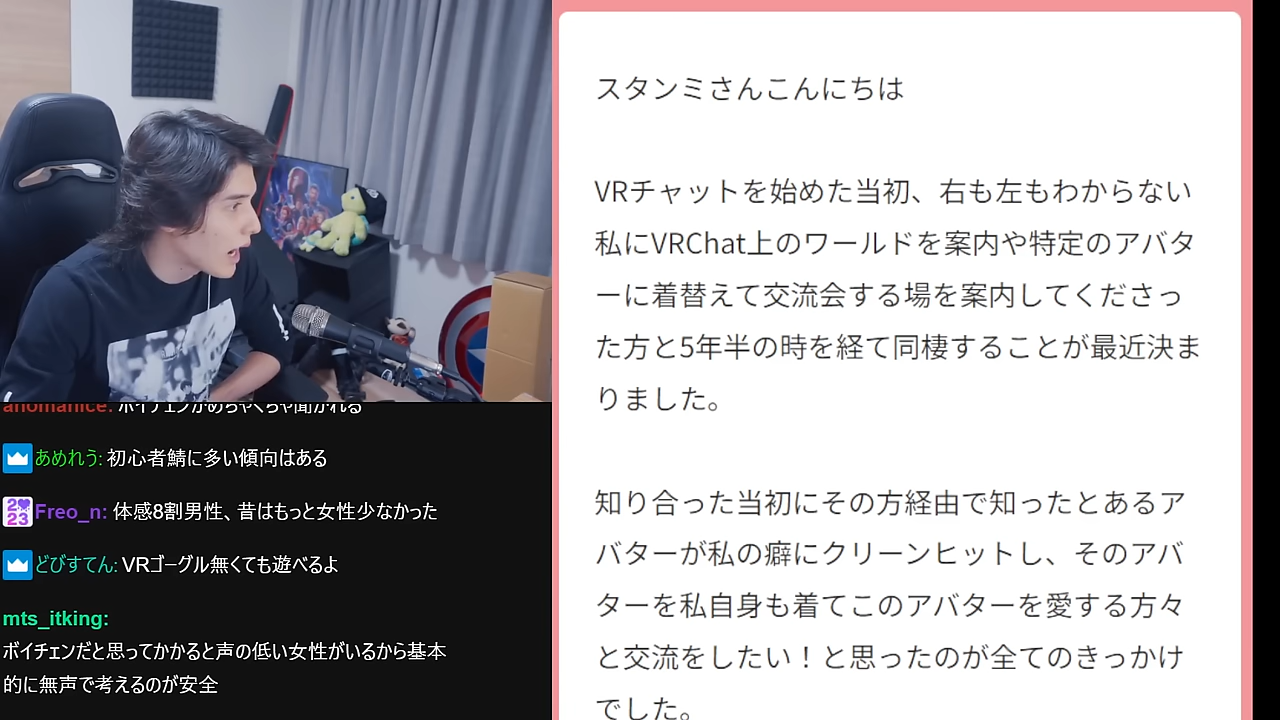 スタンミさんこんにちは
VRチャットを始めた当初、右も左もわからない
私にVRChat上のワールドを案内や特定のアバタ
ーに着替えて交流会する場を案内してくださっ
た方と5年半の時を経て同棲することが最近決ま
りました。
知り合った当初にその方経由で知ったとあるア
バターが私の癖にクリーンヒットし、そのアバ
ターを私自身も着てこのアバターを愛する方々
と交流をしたい！と思ったのが全てのきっかけ
でした。
anomanice: ボイチェンかめちゃくちゃ聞かれる
あめれう: 初心者鯖に多い傾向はある
Freo_n: 体感8割男性、昔はもっと女性少なかった
どびすてん: VRゴーグル無くても遊べるよ
mts_itking:
ボイチェンだと思ってかかると声の低い女性がいるから基本
的に無声で考えるのが安全